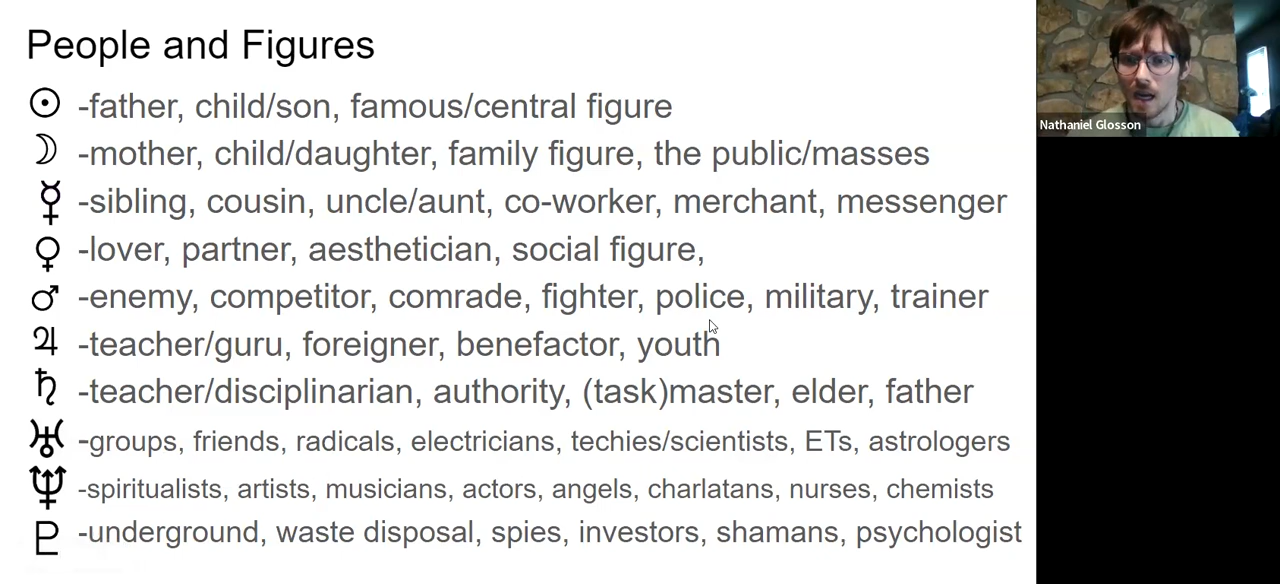 People and Figures
☉ -father, child/son, famous/central figure
☽ -mother, child/daughter, family figure, the public/masses
☿ -sibling, cousin, uncle/aunt, co-worker, merchant, messenger
♀ -lover, partner, aesthetician, social figure,
♂ -enemy, competitor, comrade, fighter, police, military, trainer
♃ -teacher/guru, foreigner, benefactor, youth
♄ -teacher/disciplinarian, authority, (task)master, elder, father
♅ -groups, friends, radicals, electricians, techies/scientists, ETs, astrologers
♆ -spiritualists, artists, musicians, actors, angels, charlatans, nurses, chemists
♇ -underground, waste disposal, spies, investors, shamans, psychologist
Nathaniel Glosson